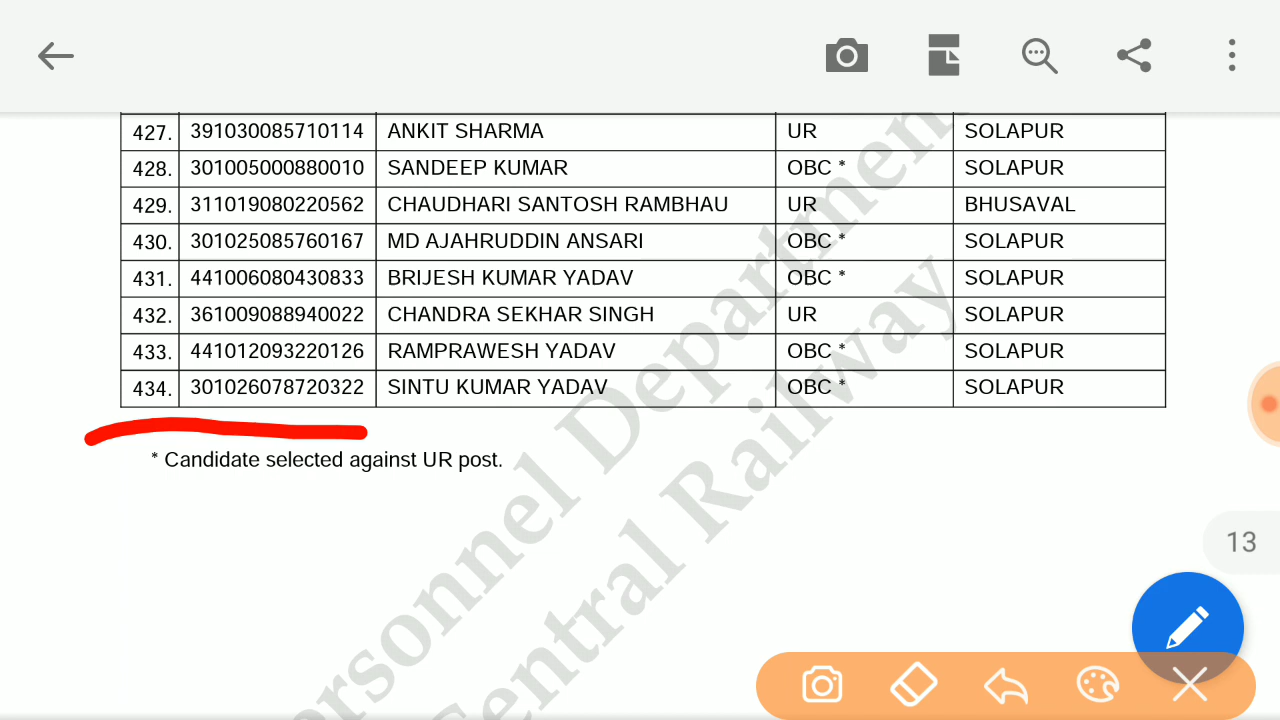 427. 391030085710114 ANKIT SHARMA UR SOLAPUR
428. 301005000880010 SANDEEP KUMAR OBC * SOLAPUR
429. 311019080220562 CHAUDHARI SANTOSH RAMBHAU UR BHUSAVAL
430. 301025085760167 MD AJAHRUDDIN ANSARI OBC * SOLAPUR
431. 441006080430833 BRIJESH KUMAR YADAV OBC * SOLAPUR
432. 361009088940022 CHANDRA SEKHAR SINGH UR SOLAPUR
433. 441012093220126 RAMPRAWESH YADAV OBC * SOLAPUR
434. 301026078720322 SINTU KUMAR YADAV OBC * SOLAPUR
* Candidate selected against UR post.
13
ersonnel Department
Central Railway